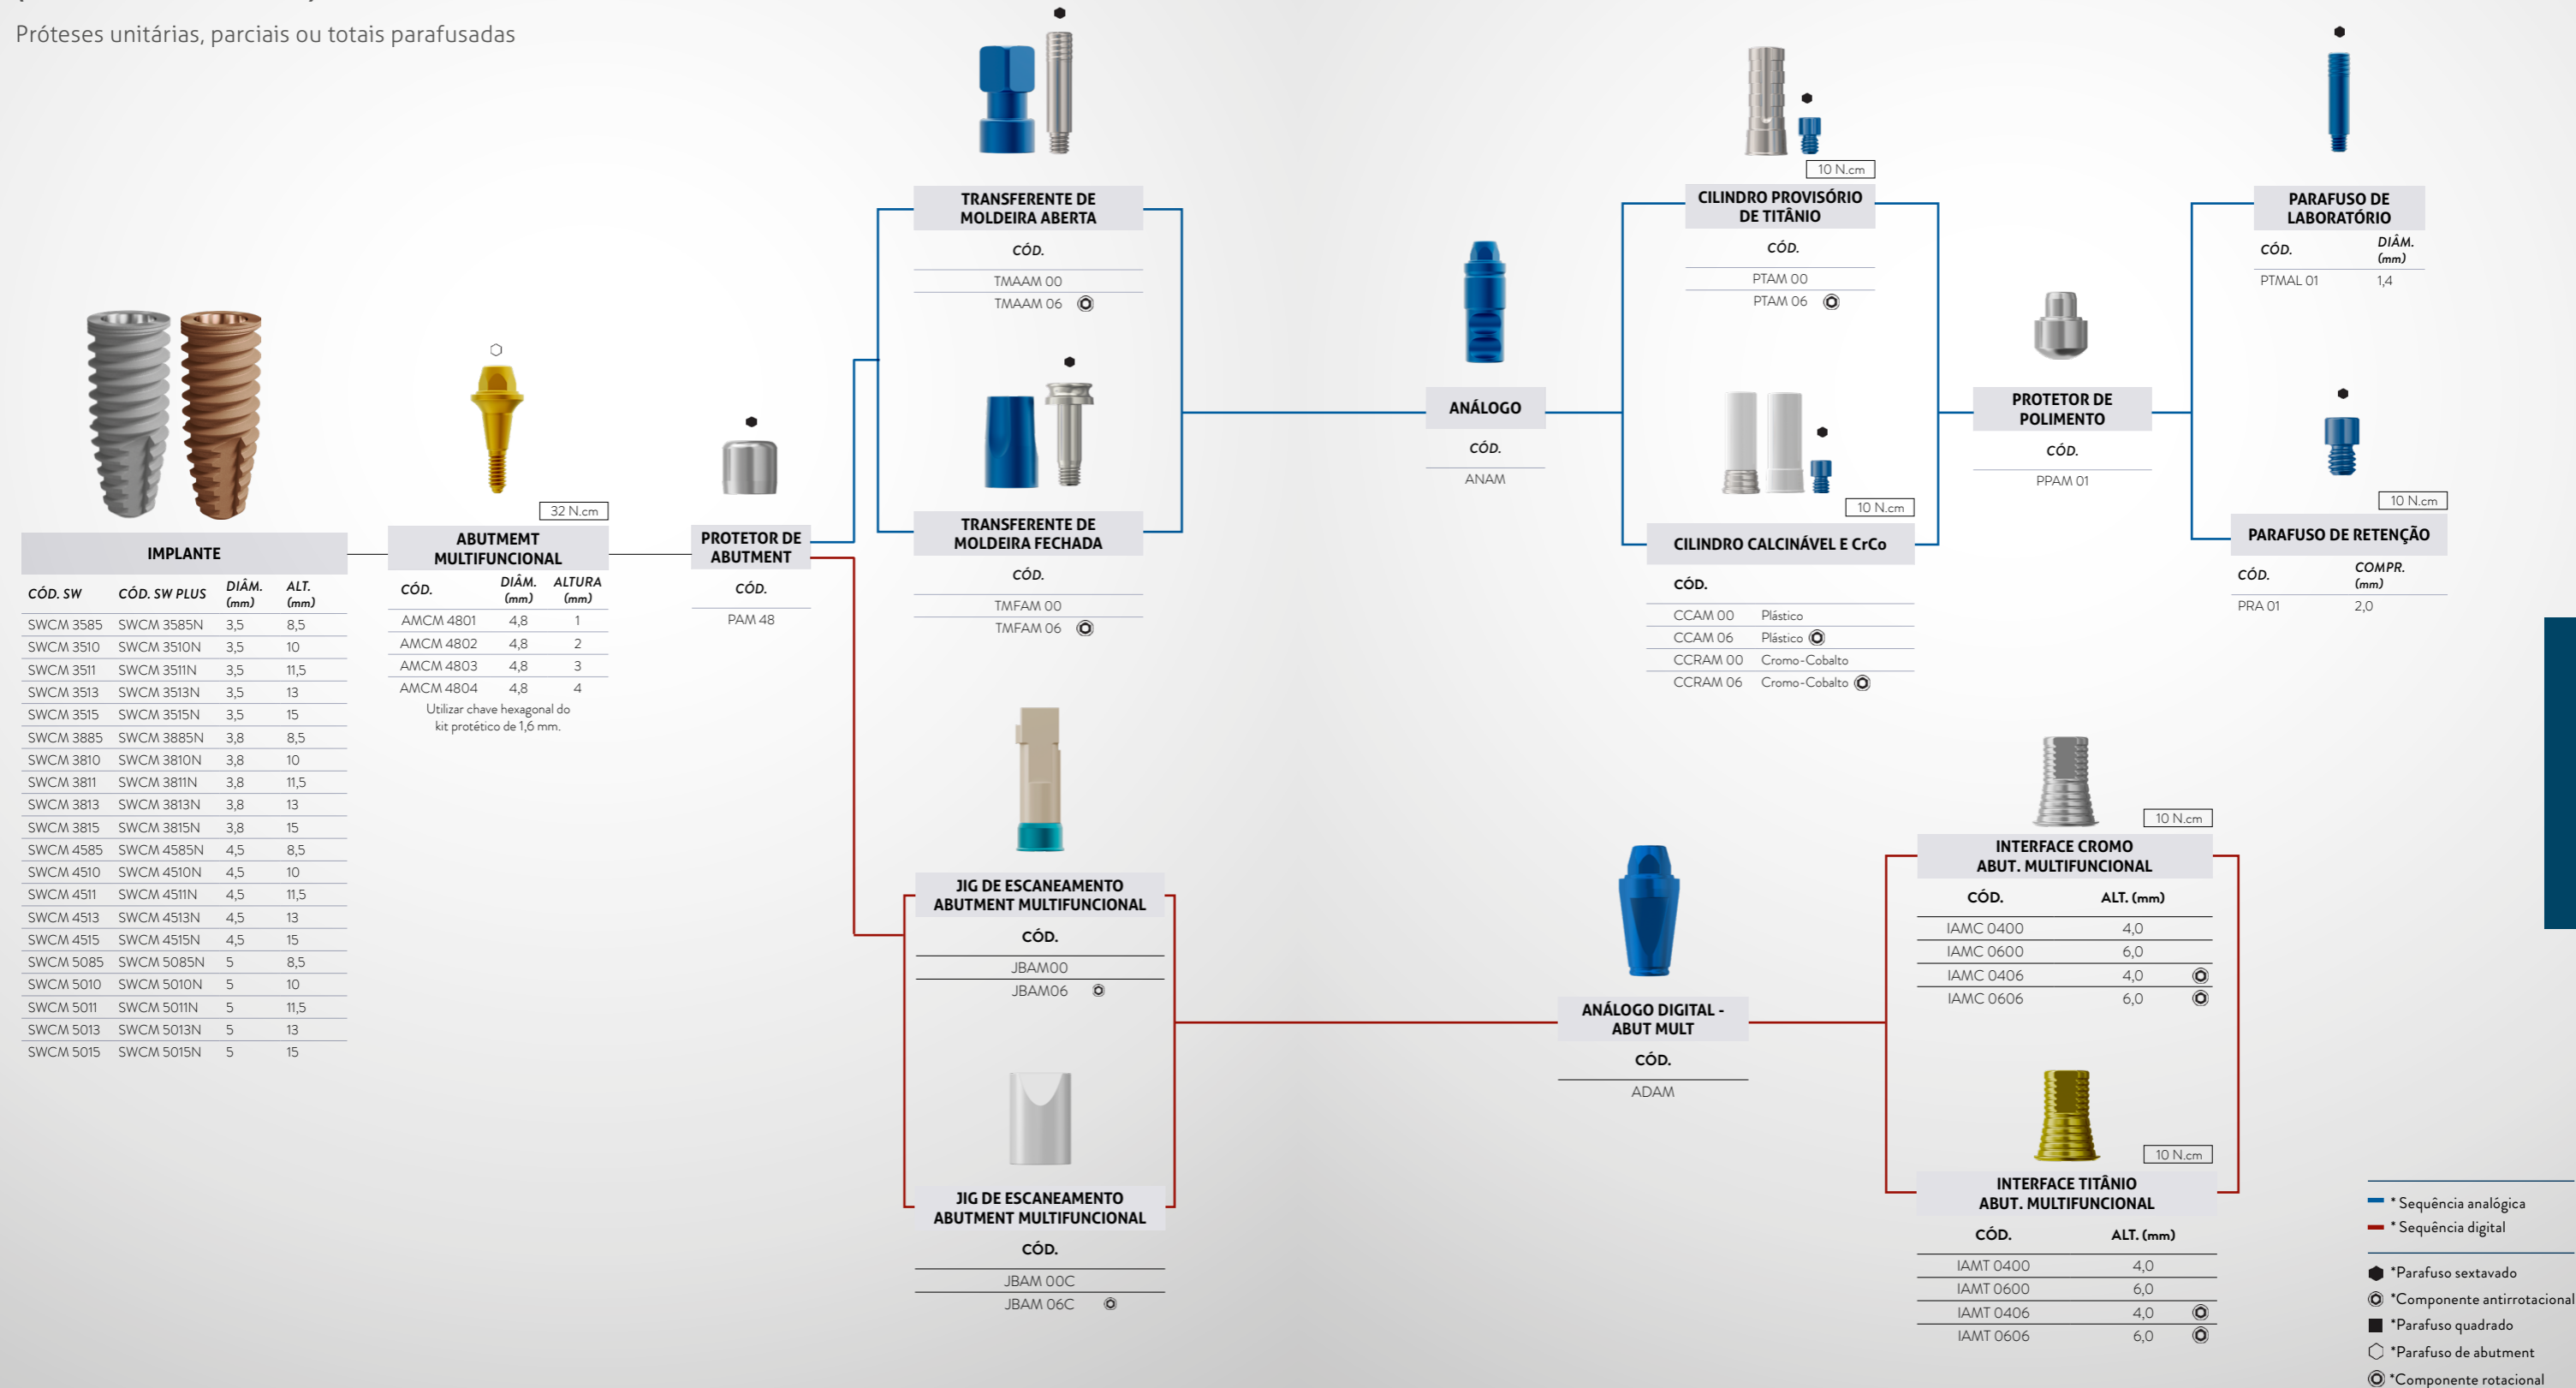 Próteses unitárias, parciais ou totais parafusadas
IMPLANTE
CÓD. SW CÓD. SW PLUS DIÂM. (mm) ALT. (mm)
SWCM 3585 SWCM 3585N 3,5 8,5
SWCM 3510 SWCM 3510N 3,5 10
SWCM 3511 SWCM 3511N 3,5 11,5
SWCM 3513 SWCM 3513N 3,5 13
SWCM 3515 SWCM 3515N 3,5 15
SWCM 3885 SWCM 3885N 3,8 8,5
SWCM 3810 SWCM 3810N 3,8 10
SWCM 3811 SWCM 3811N 3,8 11,5
SWCM 3813 SWCM 3813N 3,8 13
SWCM 3815 SWCM 3815N 3,8 15
SWCM 4585 SWCM 4585N 4,5 8,5
SWCM 4510 SWCM 4510N 4,5 10
SWCM 4511 SWCM 4511N 4,5 11,5
SWCM 4513 SWCM 4513N 4,5 13
SWCM 4515 SWCM 4515N 4,5 15
SWCM 5085 SWCM 5085N 5 8,5
SWCM 5010 SWCM 5010N 5 10
SWCM 5011 SWCM 5011N 5 11,5
SWCM 5013 SWCM 5013N 5 13
SWCM 5015 SWCM 5015N 5 15
32 N.cm
ABUTMEMT
MULTIFUNCIONAL
CÓD. DIÂM. (mm) ALTURA (mm)
AMCM 4801 4,8 1
AMCM 4802 4,8 2
AMCM 4803 4,8 3
AMCM 4804 4,8 4
Utilizar chave hexagonal do
kit protético de 1,6 mm.
PROTETOR DE
ABUTMENT
CÓD.
PAM 48
TRANSFERENTE DE
MOLDEIRA ABERTA
CÓD.
TMAAM 00
TMAAM 06
TRANSFERENTE DE
MOLDEIRA FECHADA
CÓD.
TMFAM 00
TMFAM 06
JIG DE ESCANEAMENTO
ABUTMENT MULTIFUNCIONAL
CÓD.
JBAM00
JBAM06
JIG DE ESCANEAMENTO
ABUTMENT MULTIFUNCIONAL
CÓD.
JBAM 00C
JBAM 06C
ANÁLOGO
CÓD.
ANAM
10 N.cm
CILINDRO PROVISÓRIO
DE TITÂNIO
CÓD.
PTAM 00
PTAM 06
10 N.cm
CILINDRO CALCINÁVEL E CrCo
CÓD.
CCAM 00 Plástico
CCAM 06 Plástico
CCRAM 00 Cromo-Cobalto
CCRAM 06 Cromo-Cobalto
PROTETOR DE
POLIMENTO
CÓD.
PPAM 01
PARAFUSO DE
LABORATÓRIO
CÓD. DIÂM. (mm)
PTMAL 01 1,4
10 N.cm
PARAFUSO DE RETENÇÃO
CÓD. COMPR. (mm)
PRA 01 2,0
ANÁLOGO DIGITAL -
ABUT MULT
CÓD.
ADAM
10 N.cm
INTERFACE CROMO
ABUT. MULTIFUNCIONAL
CÓD. ALT. (mm)
IAMC 0400 4,0
IAMC 0600 6,0
IAMC 0406 4,0
IAMC 0606 6,0
10 N.cm
INTERFACE TITÂNIO
ABUT. MULTIFUNCIONAL
CÓD. ALT. (mm)
IAMT 0400 4,0
IAMT 0600 6,0
IAMT 0406 4,0
IAMT 0606 6,0
* Sequência analógica
* Sequência digital
*Parafuso sextavado
*Componente antirrotacional
*Parafuso quadrado
*Parafuso de abutment
*Componente rotacional